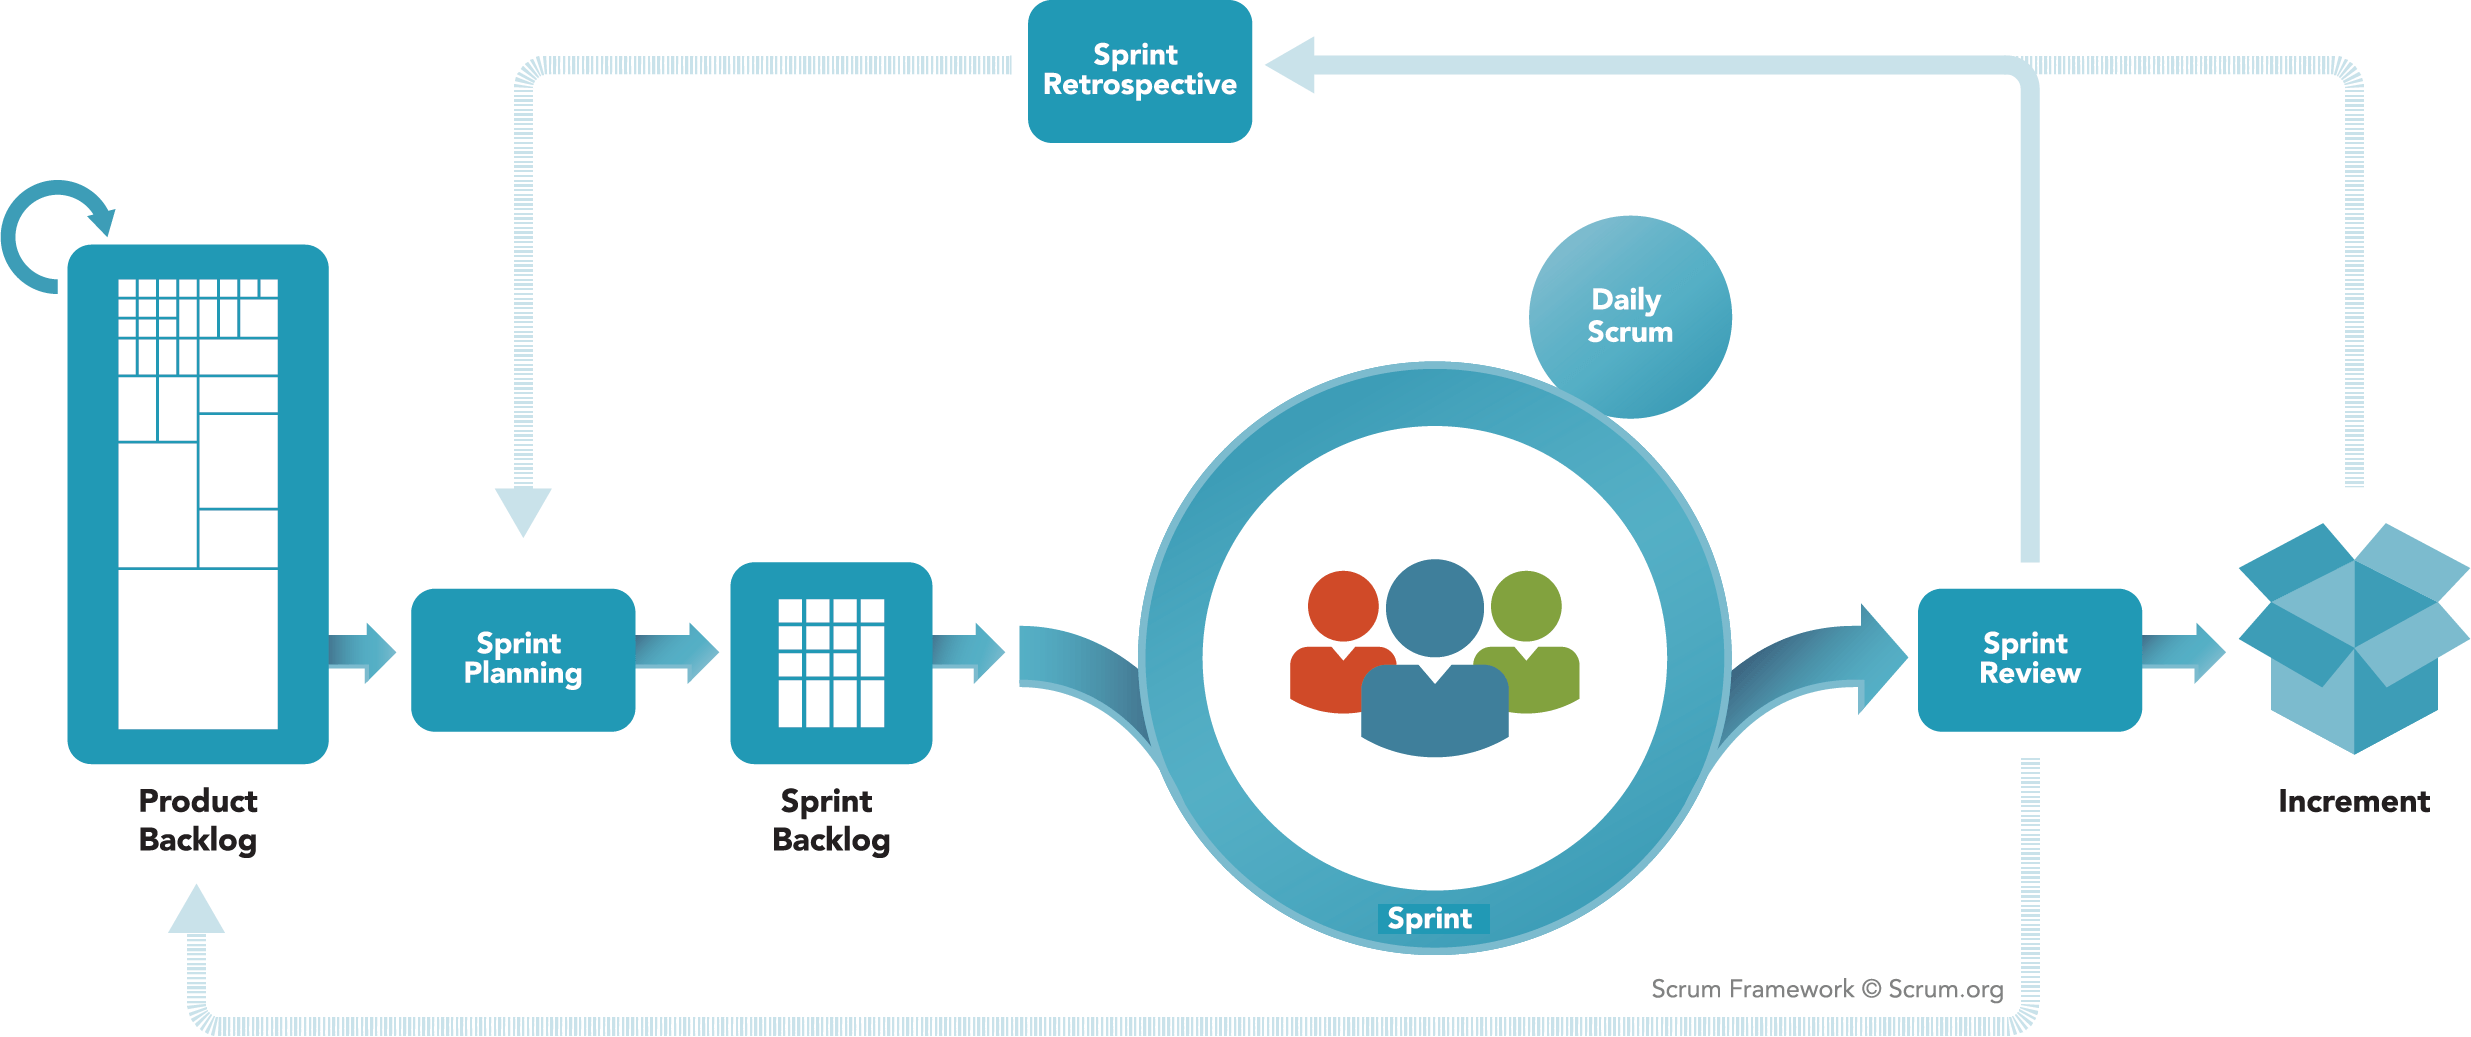 Sprint
Retrospective
Daily
Scrum
Sprint
Planning
Sprint
Review
Product
Backlog
Sprint
Backlog
Increment
Sprint
Scrum Framework © Scrum.org